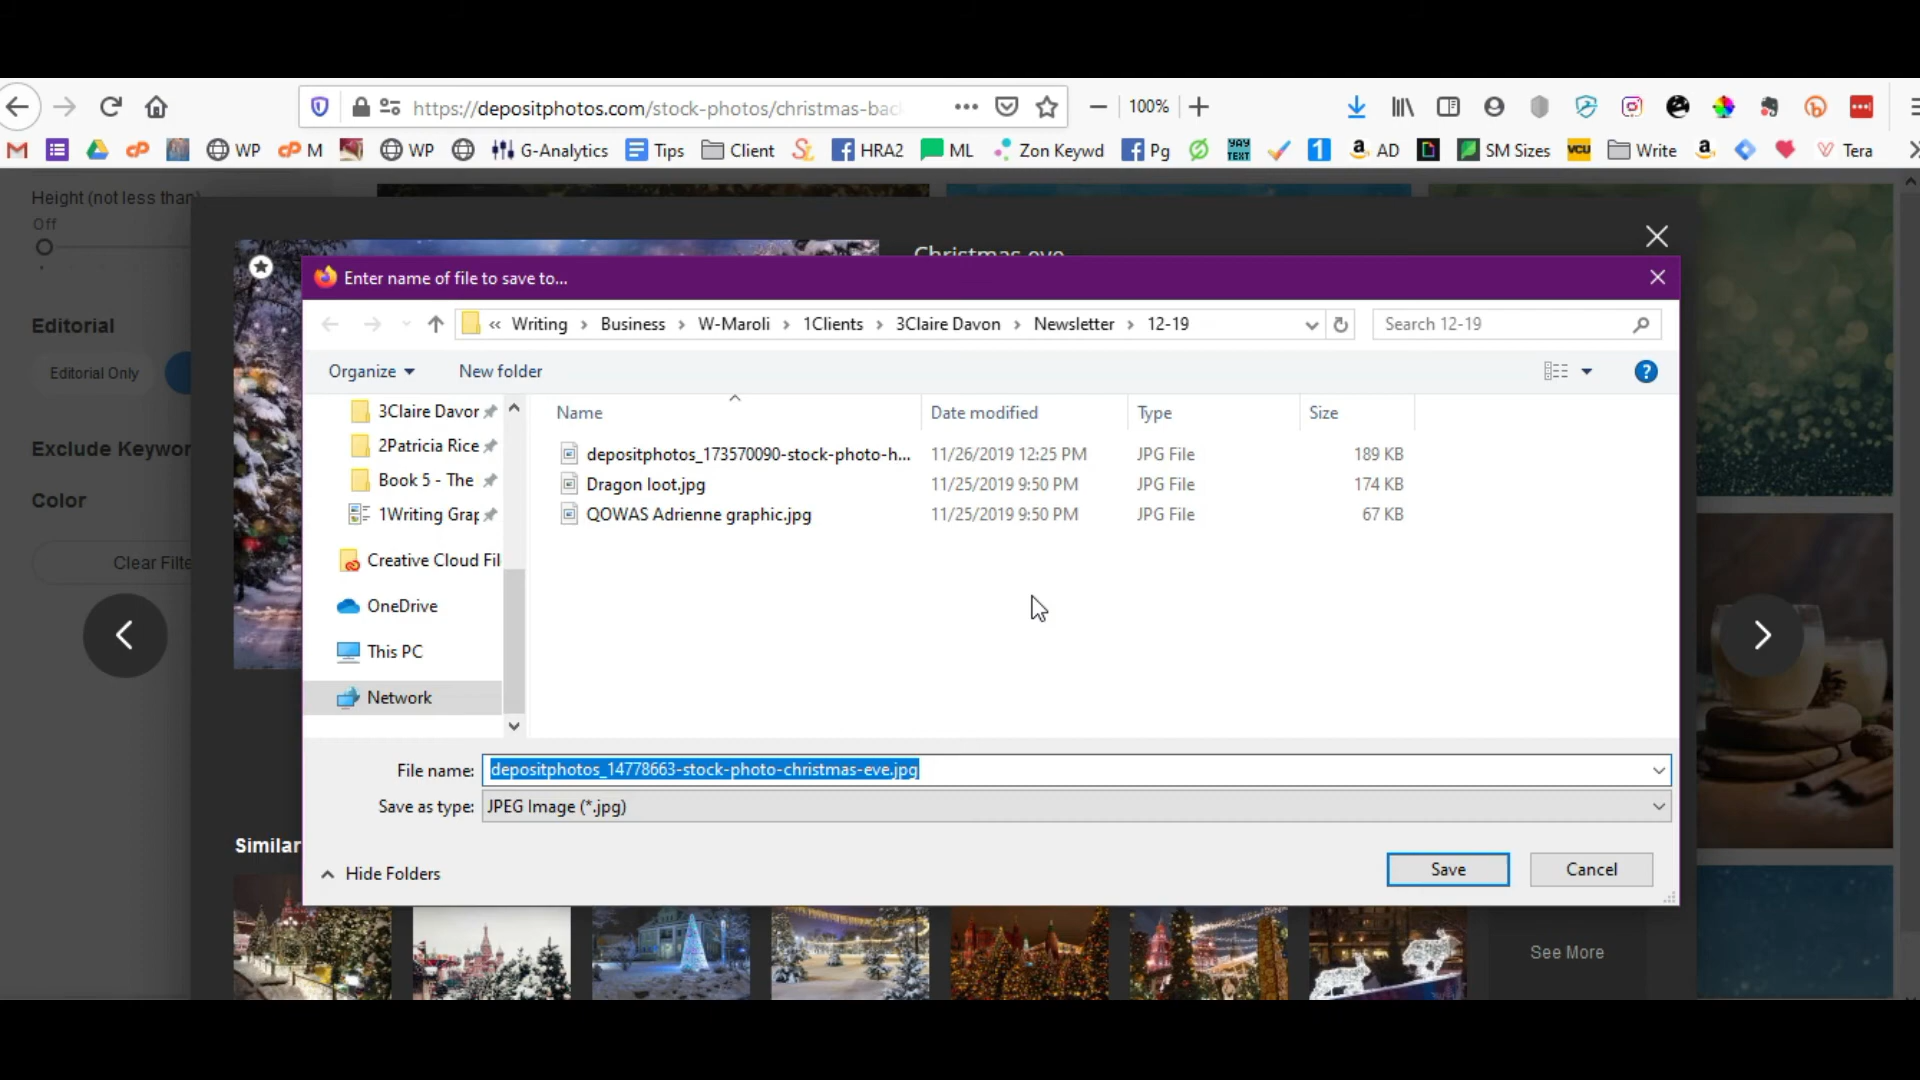 https://depositphotos.com/stock-photos/christmas-bac
100%
WP
M
WP
G-Analytics
Tips
Client
HRA2
ML
Zon Keywd
Pg
YAY TEXT
1
AD
SM Sizes
VCU
Write
Tera
Height (not less than)
Off
Christmas eve
Enter name of file to save to...
« Writing > Business > W-Maroli > 1Clients > 3Claire Davon > Newsletter > 12-19
Search 12-19
Editorial
Editorial Only
Organize
New folder
Name
Date modified
Type
Size
3Claire Davor
2Patricia Rice
Book 5 - The
1Writing Grap
Creative Cloud Fil
OneDrive
This PC
Network
depositphotos_173570090-stock-photo-h... 11/26/2019 12:25 PM JPG File 189 KB
Dragon loot.jpg 11/25/2019 9:50 PM JPG File 174 KB
QOWAS Adrienne graphic.jpg 11/25/2019 9:50 PM JPG File 67 KB
Exclude Keywor
Color
Clear Filte
File name: depositphotos_14778663-stock-photo-christmas-eve.jpg
Save as type: JPEG Image (*.jpg)
Similar
Hide Folders
Save
Cancel
See More